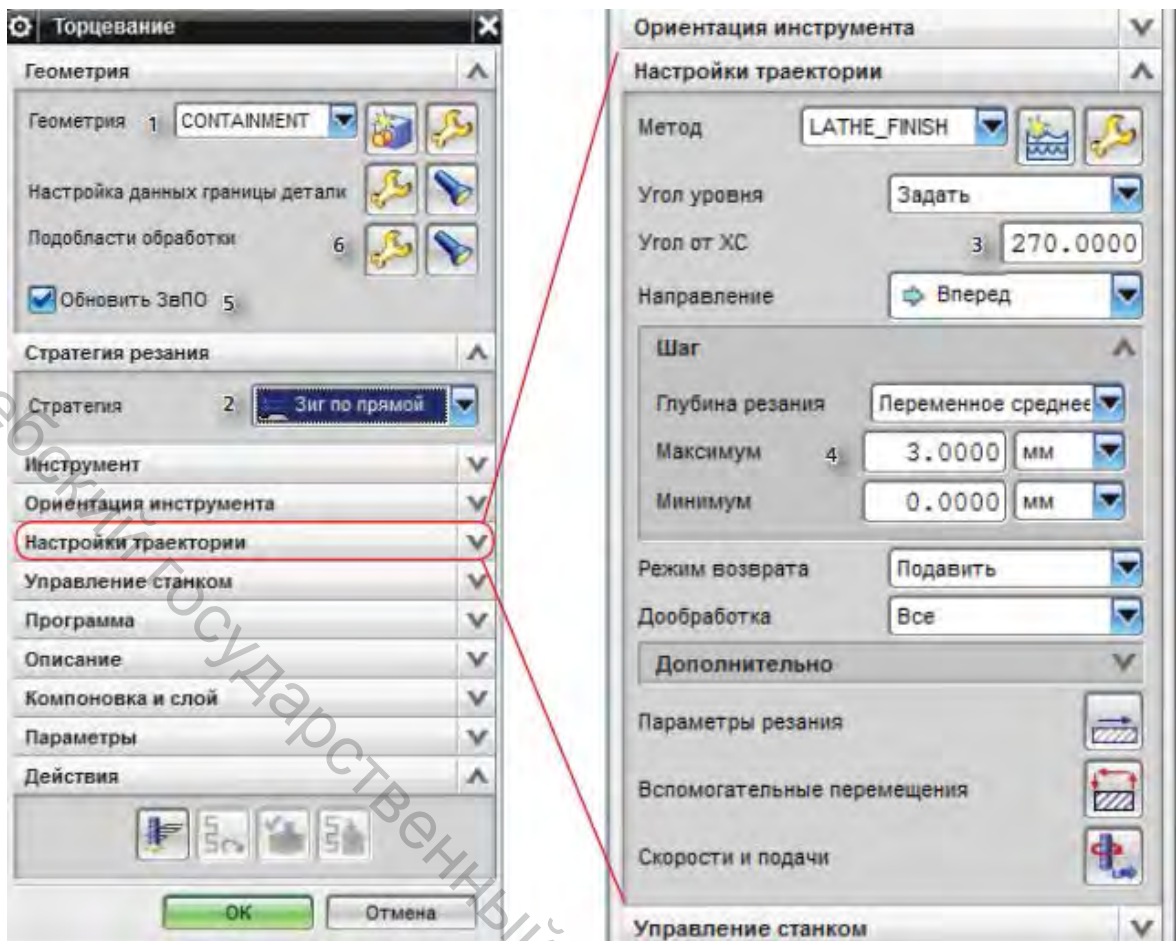 Торцевание
Геометрия
Геометрия 1 CONTAINMENT
Настройка данных границы детали
Подобласти обработки 6
Обновить ЗвПО 5
Стратегия резания
Стратегия 2 Зиг по прямой
Инструмент
Ориентация инструмента
Настройки траектории
Управление станком
Программа
Описание
Компоновка и слой
Параметры
Действия
OK Отмена
Ориентация инструмента
Настройки траектории
Метод LATHE_FINISH
Угол уровня Задать
Угол от XC 3 270.0000
Направление Вперед
Шаг
Глубина резания Переменное среднее
Максимум 4 3.0000 мм
Минимум 0.0000 мм
Режим возврата Подавить
Дообработка Все
Дополнительно
Параметры резания
Вспомогательные перемещения
Скорости и подачи
Управление станком
государственный